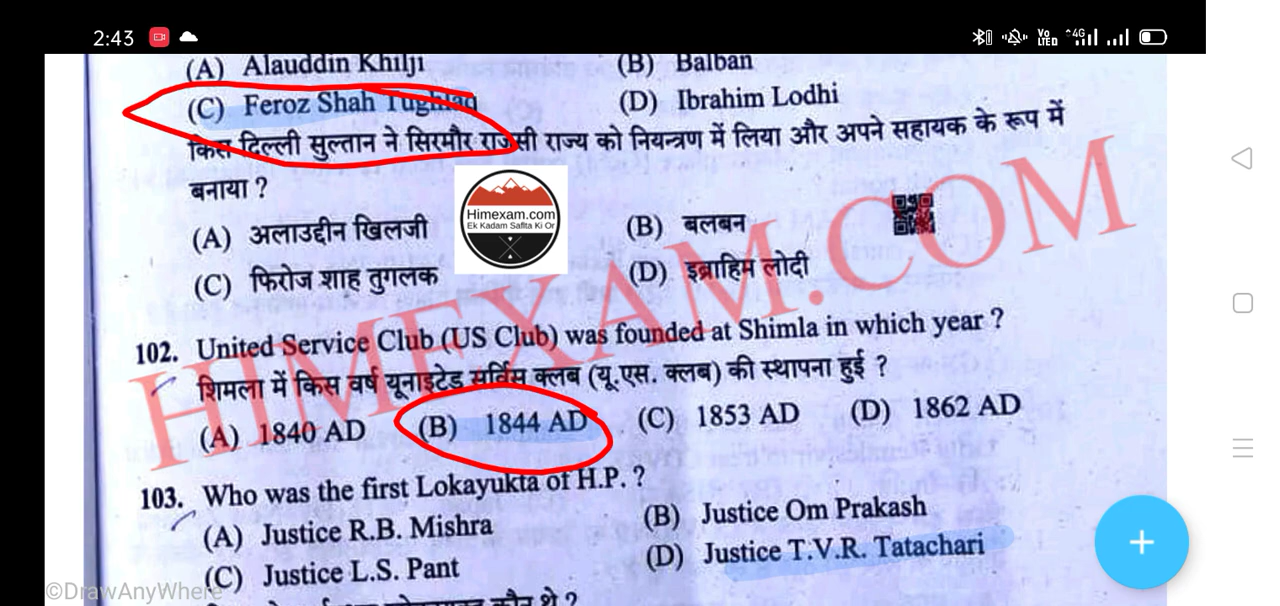 2:43
(A) Alauddin Khilji (B) Balban
(C) Feroz Shah Tughlaq (D) Ibrahim Lodhi
किस दिल्ली सुल्तान ने सिरमौर राजसी राज्य को नियन्त्रण में लिया और अपने सहायक के रूप में
बनाया ?
Himexam.com
Ek Kadam Saflta Ki Or
(A) अलाउद्दीन खिलजी (B) बलबन
(C) फिरोज शाह तुगलक (D) इब्राहिम लोदी
HIMEXAM.COM
102. United Service Club (US Club) was founded at Shimla in which year ?
शिमला में किस वर्ष यूनाइटेड सर्विस क्लब (यू.एस. क्लब) की स्थापना हुई ?
(A) 1840 AD (B) 1844 AD (C) 1853 AD (D) 1862 AD
103. Who was the first Lokayukta of H.P. ?
(A) Justice R.B. Mishra (B) Justice Om Prakash
(C) Justice L.S. Pant (D) Justice T.V.R. Tatachari
©DrawAnyWhere
कौन थे ?